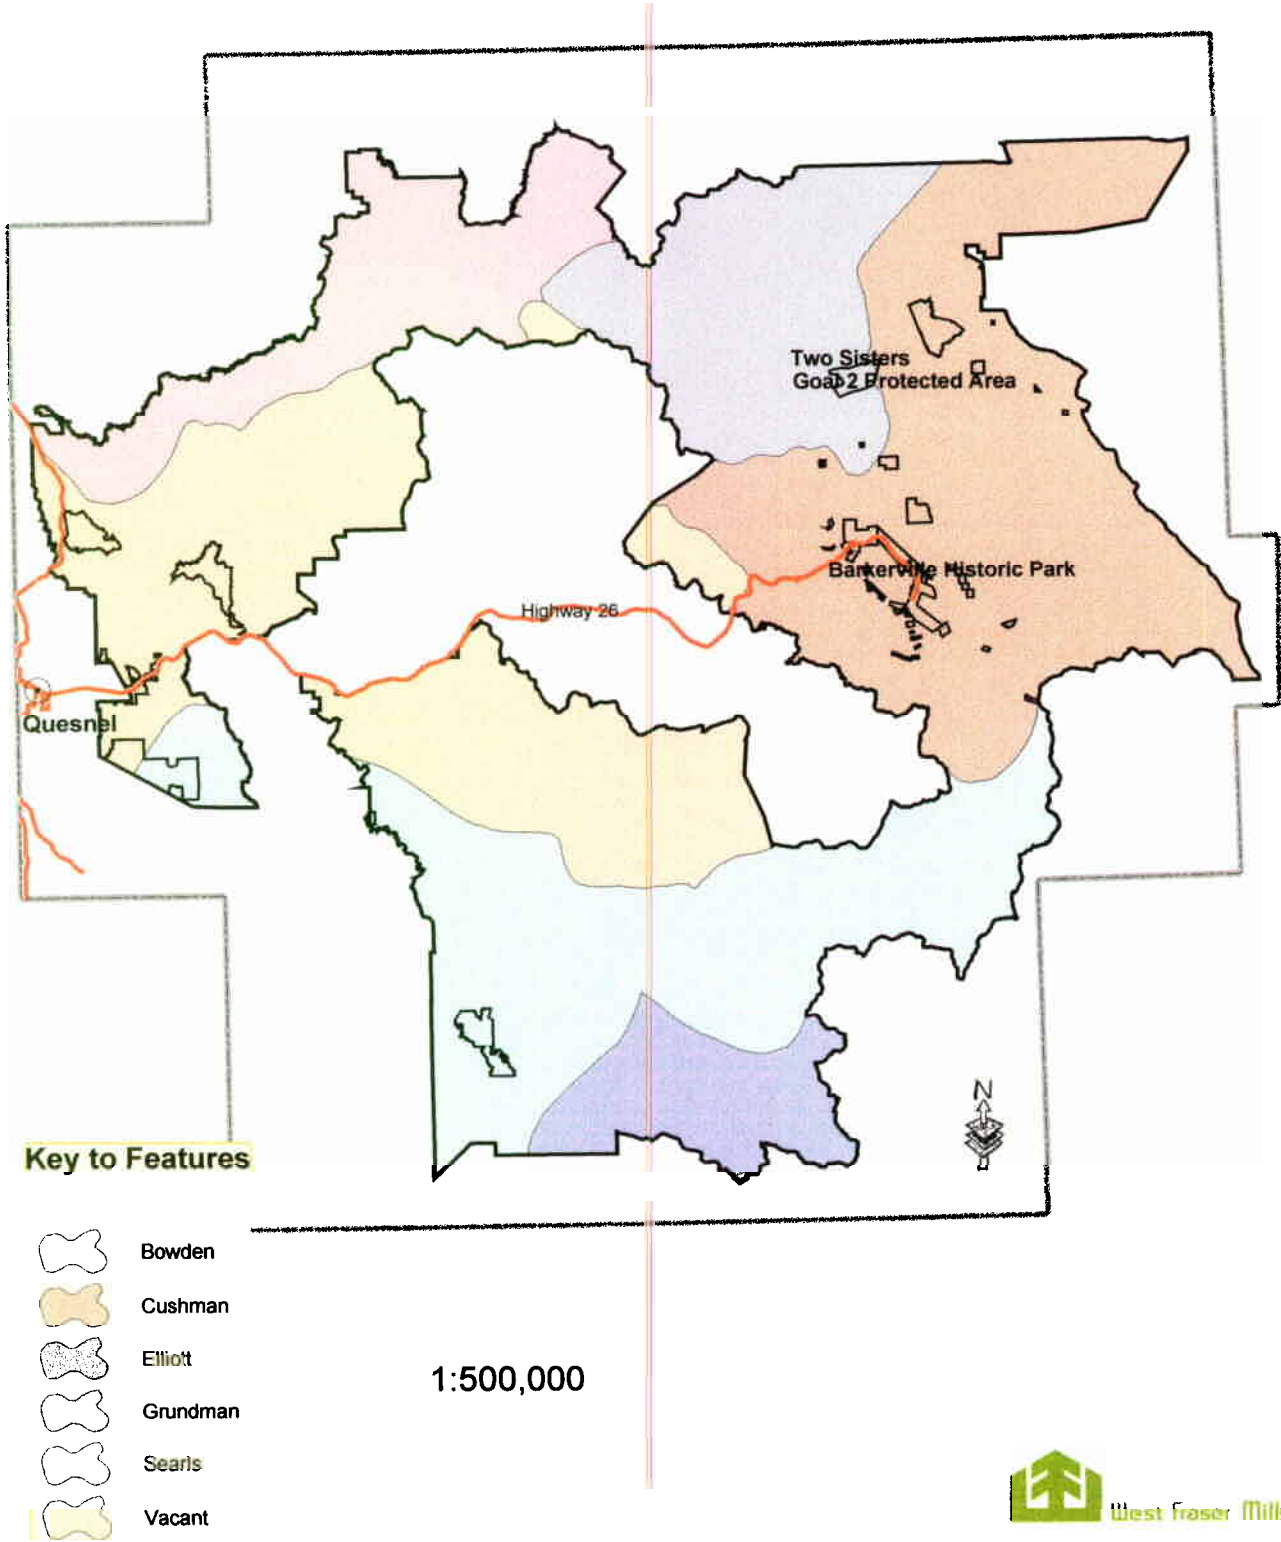 N
Two Sisters
Goal 2 Protected Area
Barkerville Historic Park
Highway 26
Quesnel
Key to Features
Bowden
Cushman
Elliott
Grundman
Searls
Vacant
1:500,000
West Fraser Mills